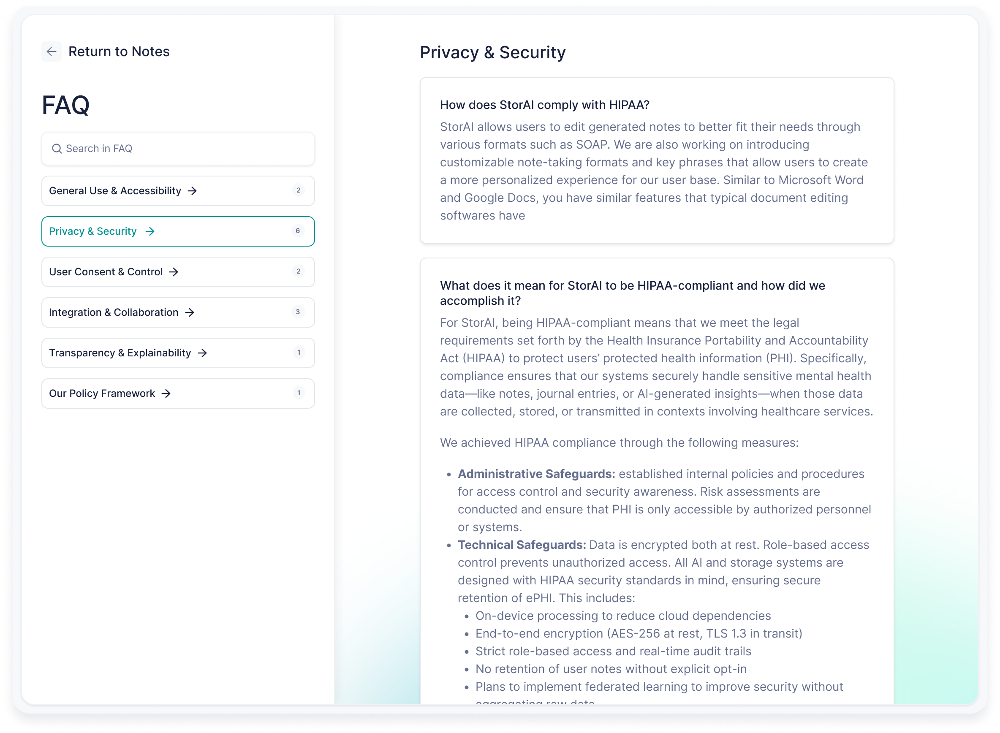 Return to Notes
FAQ
Search in FAQ
General Use & Accessibility → 2
Privacy & Security → 6
User Consent & Control → 2
Integration & Collaboration → 3
Transparency & Explainability → 1
Our Policy Framework → 1
Privacy & Security
How does StorAI comply with HIPAA?
StorAI allows users to edit generated notes to better fit their needs through
various formats such as SOAP. We are also working on introducing
customizable note-taking formats and key phrases that allow users to create
a more personalized experience for our user base. Similar to Microsoft Word
and Google Docs, you have similar features that typical document editing
softwares have
What does it mean for StorAI to be HIPAA-compliant and how did we
accomplish it?
For StorAI, being HIPAA-compliant means that we meet the legal
requirements set forth by the Health Insurance Portability and Accountability
Act (HIPAA) to protect users’ protected health information (PHI). Specifically,
compliance ensures that our systems securely handle sensitive mental health
data—like notes, journal entries, or AI-generated insights—when those data
are collected, stored, or transmitted in contexts involving healthcare services.
We achieved HIPAA compliance through the following measures:
• Administrative Safeguards: established internal policies and procedures
for access control and security awareness. Risk assessments are
conducted and ensure that PHI is only accessible by authorized personnel
or systems.
• Technical Safeguards: Data is encrypted both at rest. Role-based access
control prevents unauthorized access. All AI and storage systems are
designed with HIPAA security standards in mind, ensuring secure
retention of ePHI. This includes:
• On-device processing to reduce cloud dependencies
• End-to-end encryption (AES-256 at rest, TLS 1.3 in transit)
• Strict role-based access and real-time audit trails
• No retention of user notes without explicit opt-in
• Plans to implement federated learning to improve security without
aggregating raw data